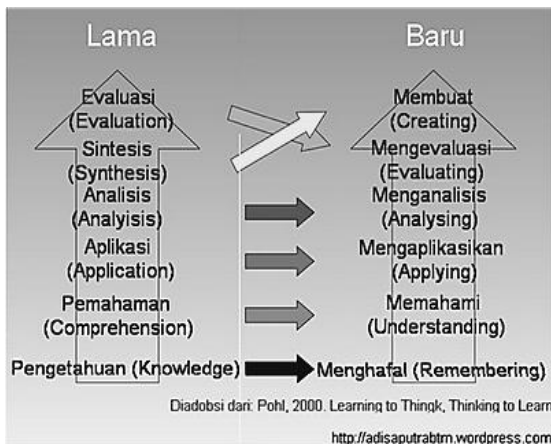 Lama
Baru
Evaluasi
(Evaluation)
Sintesis
(Synthesis)
Analisis
(Analyisis)
Aplikasi
(Application)
Pemahaman
(Comprehension)
Pengetahuan (Knowledge)
Membuat
(Creating)
Mengevaluasi
(Evaluating)
Menganalisis
(Analysing)
Mengaplikasikan
(Applying)
Memahami
(Understanding)
Menghafal (Remembering)
Diadobsi dari: Pohl, 2000. Learning to Thingk, Thinking to Learn
http://adisaputrabtm.wordpress.com